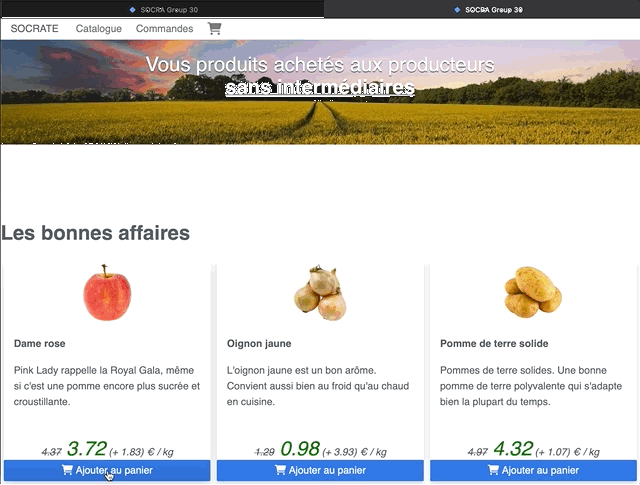 SOCRA Group 30
SOCRA Group 30
SOCRATE Catalogue Commandes
Vous produits achetés aux producteurs
sans intermédiaires
Les bonnes affaires
Dame rose
Pink Lady rappelle la Royal Gala, même
si c'est une pomme encore plus sucrée et
croustillante.
4.37 3.72 (+ 1.83) € / kg
Ajouter au panier
Oignon jaune
L'oignon jaune est un bon arôme.
Convient aussi bien au froid qu'au chaud
en cuisine.
1.29 0.98 (+ 3.93) € / kg
Ajouter au panier
Pomme de terre solide
Pommes de terre solides. Une bonne
pomme de terre polyvalente qui s'adapte
bien la plupart du temps.
4.97 4.32 (+ 1.07) € / kg
Ajouter au panier